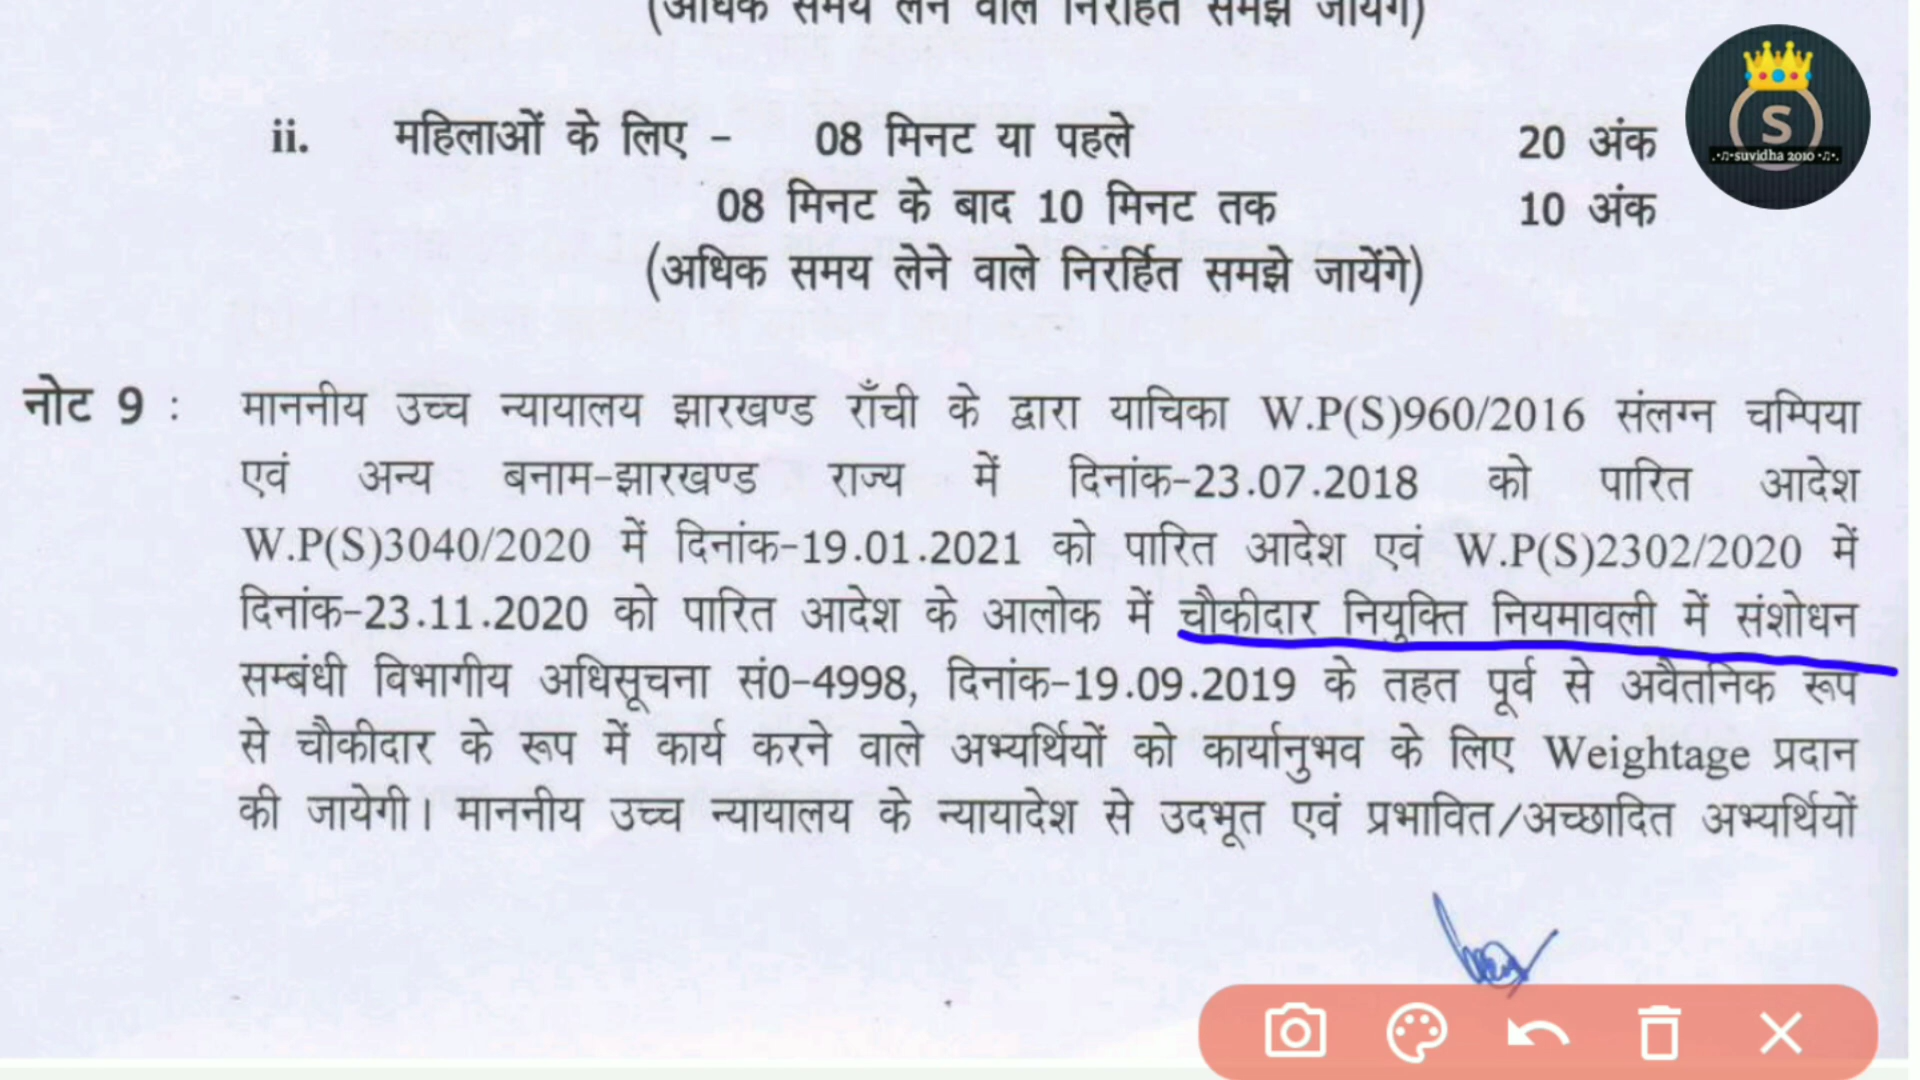 (अधिक समय लेने वाले निरर्हित समझे जायेंगे)
ii. महिलाओं के लिए - 08 मिनट या पहले 20 अंक
08 मिनट के बाद 10 मिनट तक 10 अंक
(अधिक समय लेने वाले निरर्हित समझे जायेंगे)
नोट 9 : माननीय उच्च न्यायालय झारखण्ड राँची के द्वारा याचिका W.P(S)960/2016 संलग्न चम्पिया
एवं अन्य बनाम-झारखण्ड राज्य में दिनांक-23.07.2018 को पारित आदेश
W.P(S)3040/2020 में दिनांक-19.01.2021 को पारित आदेश एवं W.P(S)2302/2020 में
दिनांक-23.11.2020 को पारित आदेश के आलोक में चौकीदार नियुक्ति नियमावली में संशोधन
सम्बंधी विभागीय अधिसूचना सं0-4998, दिनांक-19.09.2019 के तहत पूर्व से अवैतनिक रूप
से चौकीदार के रूप में कार्य करने वाले अभ्यर्थियों को कार्यानुभव के लिए Weightage प्रदान
की जायेगी। माननीय उच्च न्यायालय के न्यायादेश से उदभूत एवं प्रभावित/अच्छादित अभ्यर्थियों
S
.•♫•suvidha 2010 •♫•.